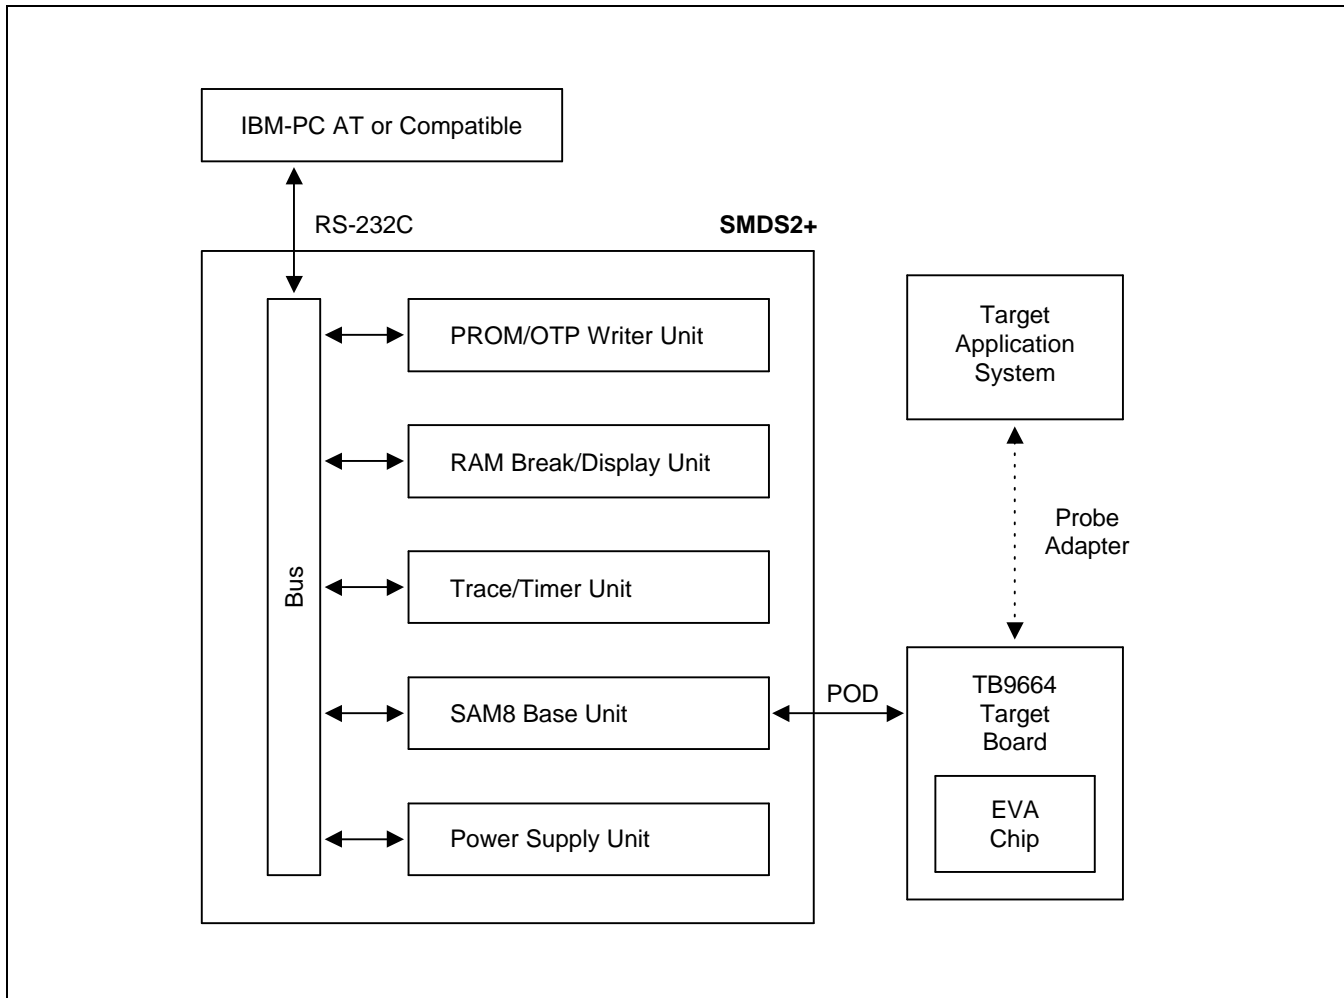 IBM-PC AT or Compatible
RS-232C
SMDS2+
Bus
PROM/OTP Writer Unit
RAM Break/Display Unit
Trace/Timer Unit
SAM8 Base Unit
Power Supply Unit
POD
Target
Application
System
Probe
Adapter
TB9664
Target
Board
EVA
Chip